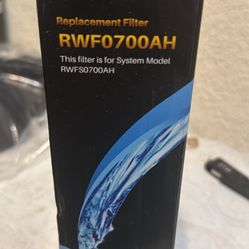 Replacement Filter
RWF0700AH
This filter is for System Model
RWFS0700AH